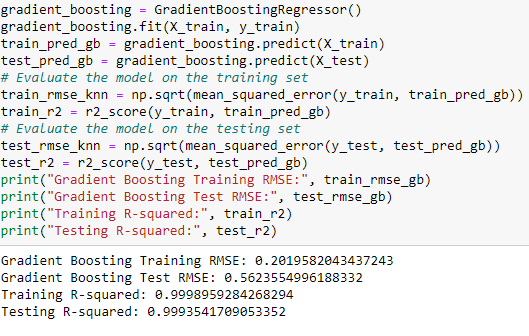 gradient_boosting = GradientBoostingRegressor()
gradient_boosting.fit(X_train, y_train)
train_pred_gb = gradient_boosting.predict(X_train)
test_pred_gb = gradient_boosting.predict(X_test)
# Evaluate the model on the training set
train_rmse_knn = np.sqrt(mean_squared_error(y_train, train_pred_gb))
train_r2 = r2_score(y_train, train_pred_gb)
# Evaluate the model on the testing set
test_rmse_knn = np.sqrt(mean_squared_error(y_test, test_pred_gb))
test_r2 = r2_score(y_test, test_pred_gb)
print("Gradient Boosting Training RMSE:", train_rmse_gb)
print("Gradient Boosting Test RMSE:", test_rmse_gb)
print("Training R-squared:", train_r2)
print("Testing R-squared:", test_r2)
Gradient Boosting Training RMSE: 0.2019582043437243
Gradient Boosting Test RMSE: 0.5623554996188332
Training R-squared: 0.9998959284268294
Testing R-squared: 0.9993541709053352